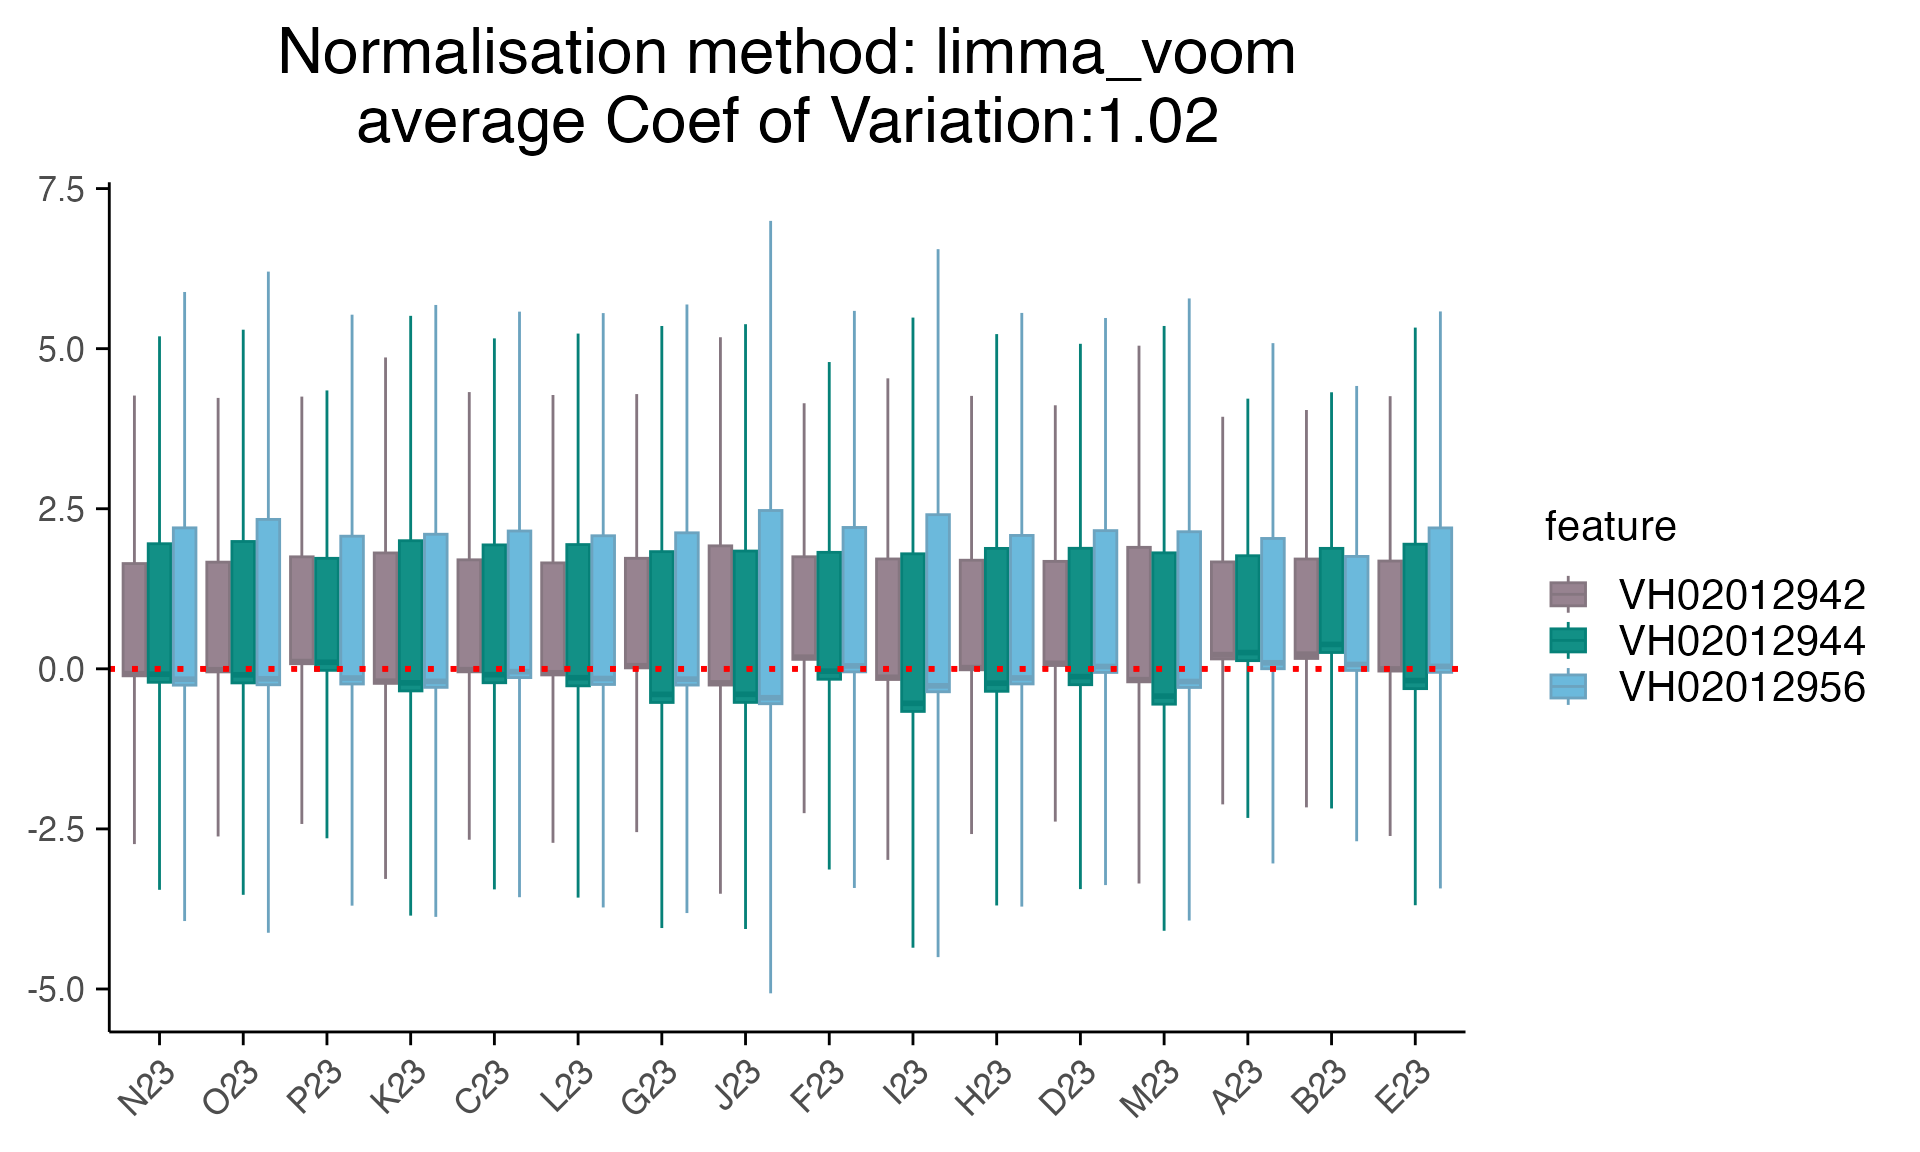 Normalisation method: limma_voom
average Coef of Variation:1.02
7.5
5.0
2.5
0.0
-2.5
-5.0
N23
O23
P23
K23
C23
L23
G23
J23
F23
I23
H23
D23
M23
A23
B23
E23
feature
VH02012942
VH02012944
VH02012956